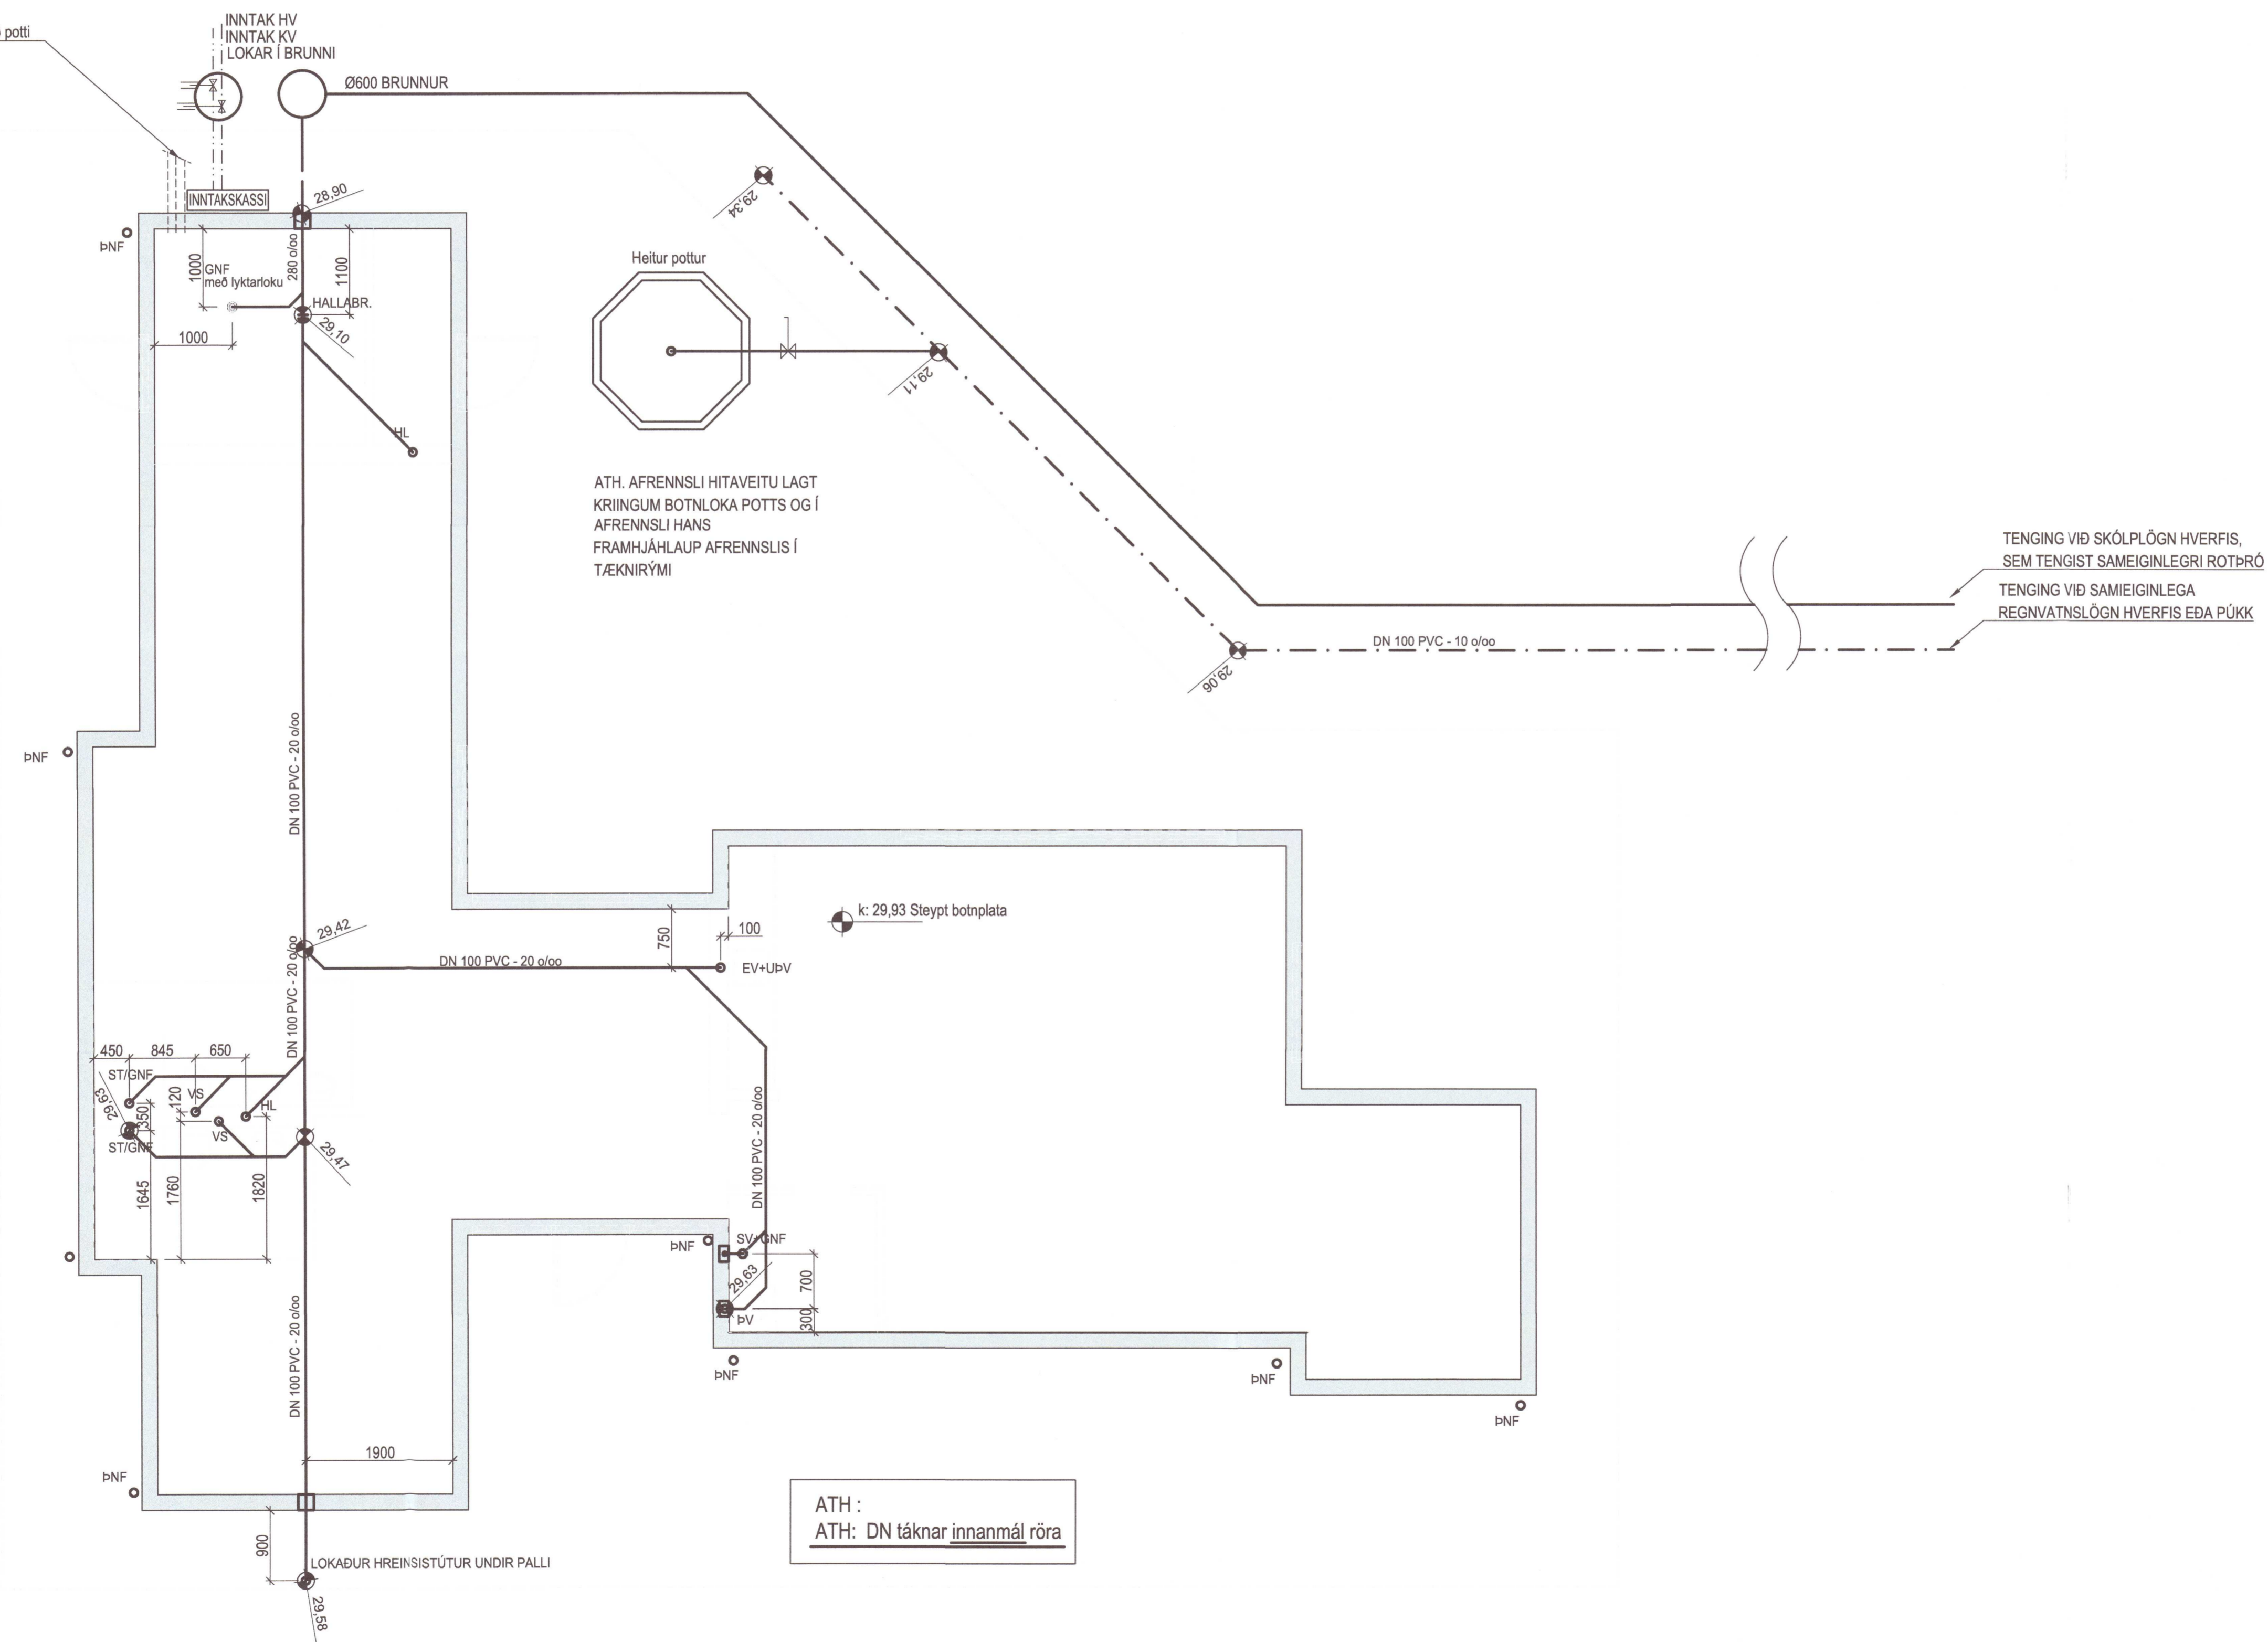 potti
INNTAK HV
INNTAK KV
LOKAR Í BRUNNI
Ø600 BRUNNUR
INNTAKSKASSI
28,90
ÞNF
1000
GNF
með lyktarloku
280 o/oo
1100
HALLABR.
29,10
1000
HL
29,34
Heitur pottur
29,11
ATH. AFRENNSLI HITAVEITU LAGT
KRIINGUM BOTNLOKA POTTS OG Í
AFRENNSLI HANS
FRAMHJÁHLAUP AFRENNSLIS Í
TÆKNIRÝMI
TENGING VIÐ SKÓLPLÖGN HVERFIS,
SEM TENGIST SAMEIGINLEGRI ROTÞRÓ
TENGING VIÐ SAMIEIGINLEGA
REGNVATNSLÖGN HVERFIS EÐA PÚKK
DN 100 PVC - 10 o/oo
29,06
ÞNF
DN 100 PVC - 20 o/oo
29,42
DN 100 PVC - 20 o/oo
DN 100 PVC - 20 o/oo
750
100
EV+UÞV
k: 29,93 Steypt botnplata
450
845
650
ST/GNF
29,63
350
120
VS
HL
VS
ST/GNF
1645
1760
1820
29,47
DN 100 PVC - 20 o/oo
ÞNF
SV+GNF
29,63
700
300
ÞV
ÞNF
ÞNF
ÞNF
DN 100 PVC - 20 o/oo
1900
ÞNF
900
LOKAÐUR HREINSISTÚTUR UNDIR PALLI
29,58
ATH :
ATH: DN táknar innanmál röra